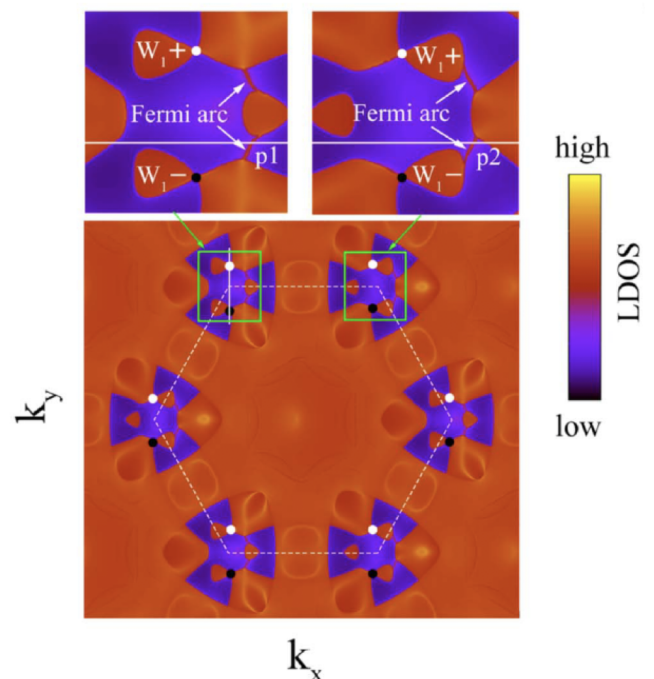 W1+
W1+
Fermi arc
Fermi arc
p1
p2
W1−
W1−
high
LDOS
low
ky
kx